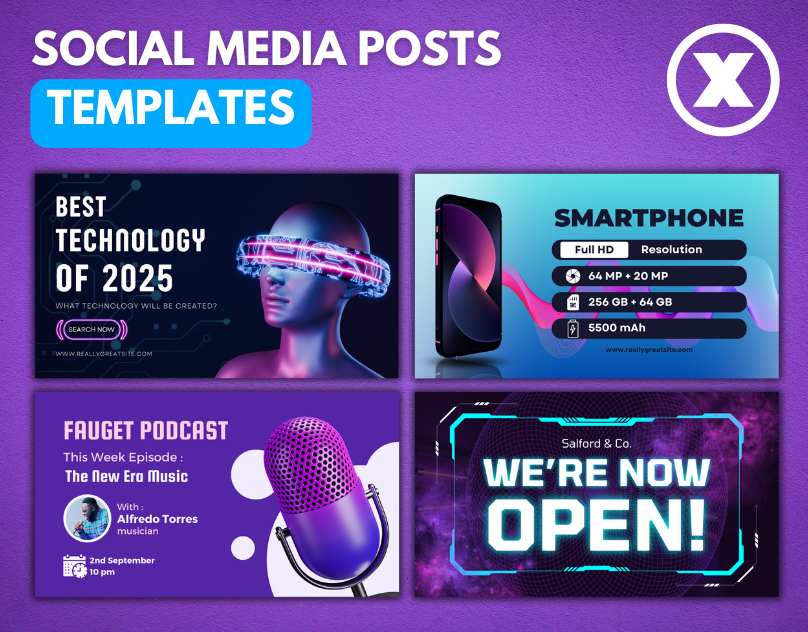 SOCIAL MEDIA POSTS
TEMPLATES
X
BEST
TECHNOLOGY
OF 2025
WHAT TECHNOLOGY WILL BE CREATED?
SEARCH NOW
WWW.REALLYGREATSITE.COM
SMARTPHONE
Full HD Resolution
64 MP + 20 MP
256 GB + 64 GB
5500 mAh
www.reallygreatsite.com
FAUGET PODCAST
This Week Episode :
The New Era Music
With :
Alfredo Torres
musician
2nd September
10 pm
Salford & Co.
WE'RE NOW
OPEN!